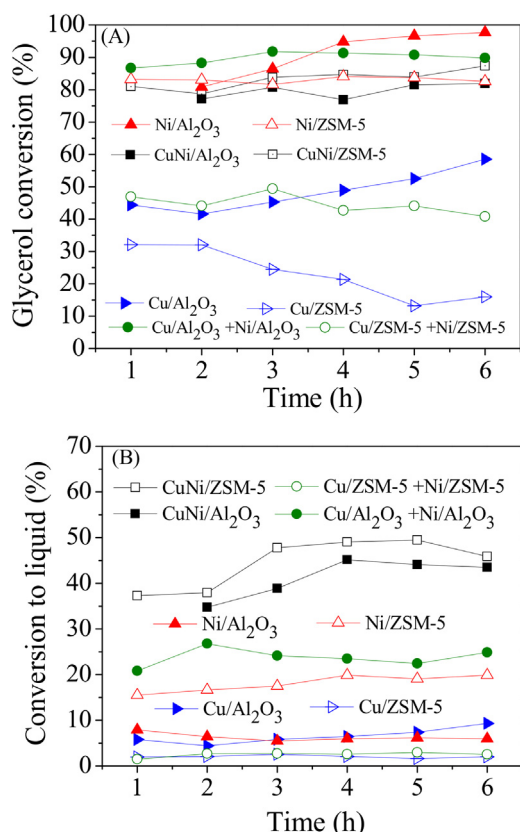 (A)
Glycerol conversion (%)
100
90
80
70
60
50
40
30
20
10
0
Ni/Al₂O₃ Ni/ZSM-5
CuNi/Al₂O₃ CuNi/ZSM-5
Cu/Al₂O₃ Cu/ZSM-5
Cu/Al₂O₃ +Ni/Al₂O₃ Cu/ZSM-5 +Ni/ZSM-5
1 2 3 4 5 6
Time (h)
(B)
Conversion to liquid (%)
70
60
50
40
30
20
10
0
CuNi/ZSM-5 Cu/ZSM-5 +Ni/ZSM-5
CuNi/Al₂O₃ Cu/Al₂O₃ +Ni/Al₂O₃
Ni/Al₂O₃ Ni/ZSM-5
Cu/Al₂O₃ Cu/ZSM-5
1 2 3 4 5 6
Time (h)